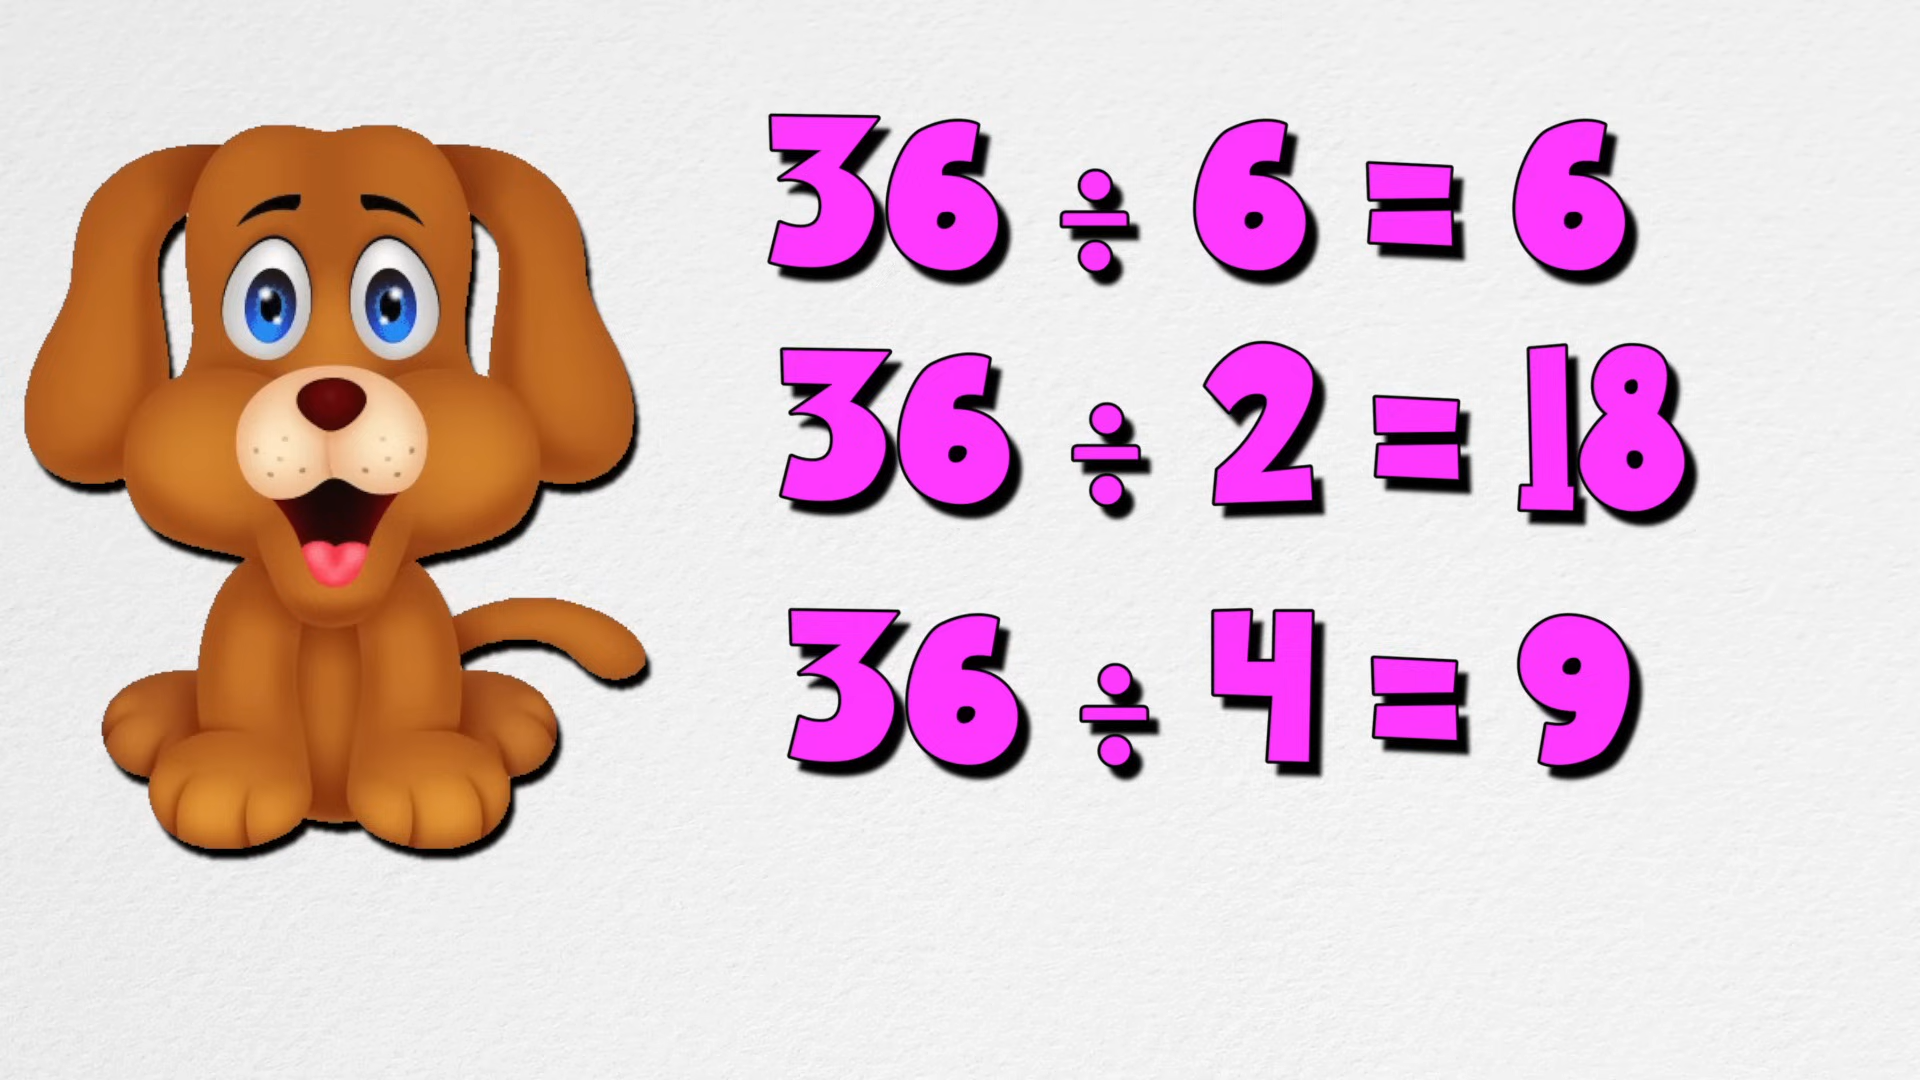 36 ÷ 6 = 6
36 ÷ 2 = 18
36 ÷ 4 = 9